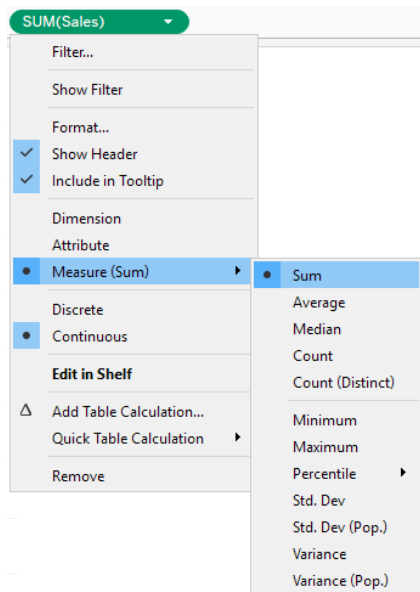 SUM(Sales)
Filter...
Show Filter
Format...
Show Header
Include in Tooltip
Dimension
Attribute
Measure (Sum)
Discrete
Continuous
Edit in Shelf
Add Table Calculation...
Quick Table Calculation
Remove
Sum
Average
Median
Count
Count (Distinct)
Minimum
Maximum
Percentile
Std. Dev
Std. Dev (Pop.)
Variance
Variance (Pop.)